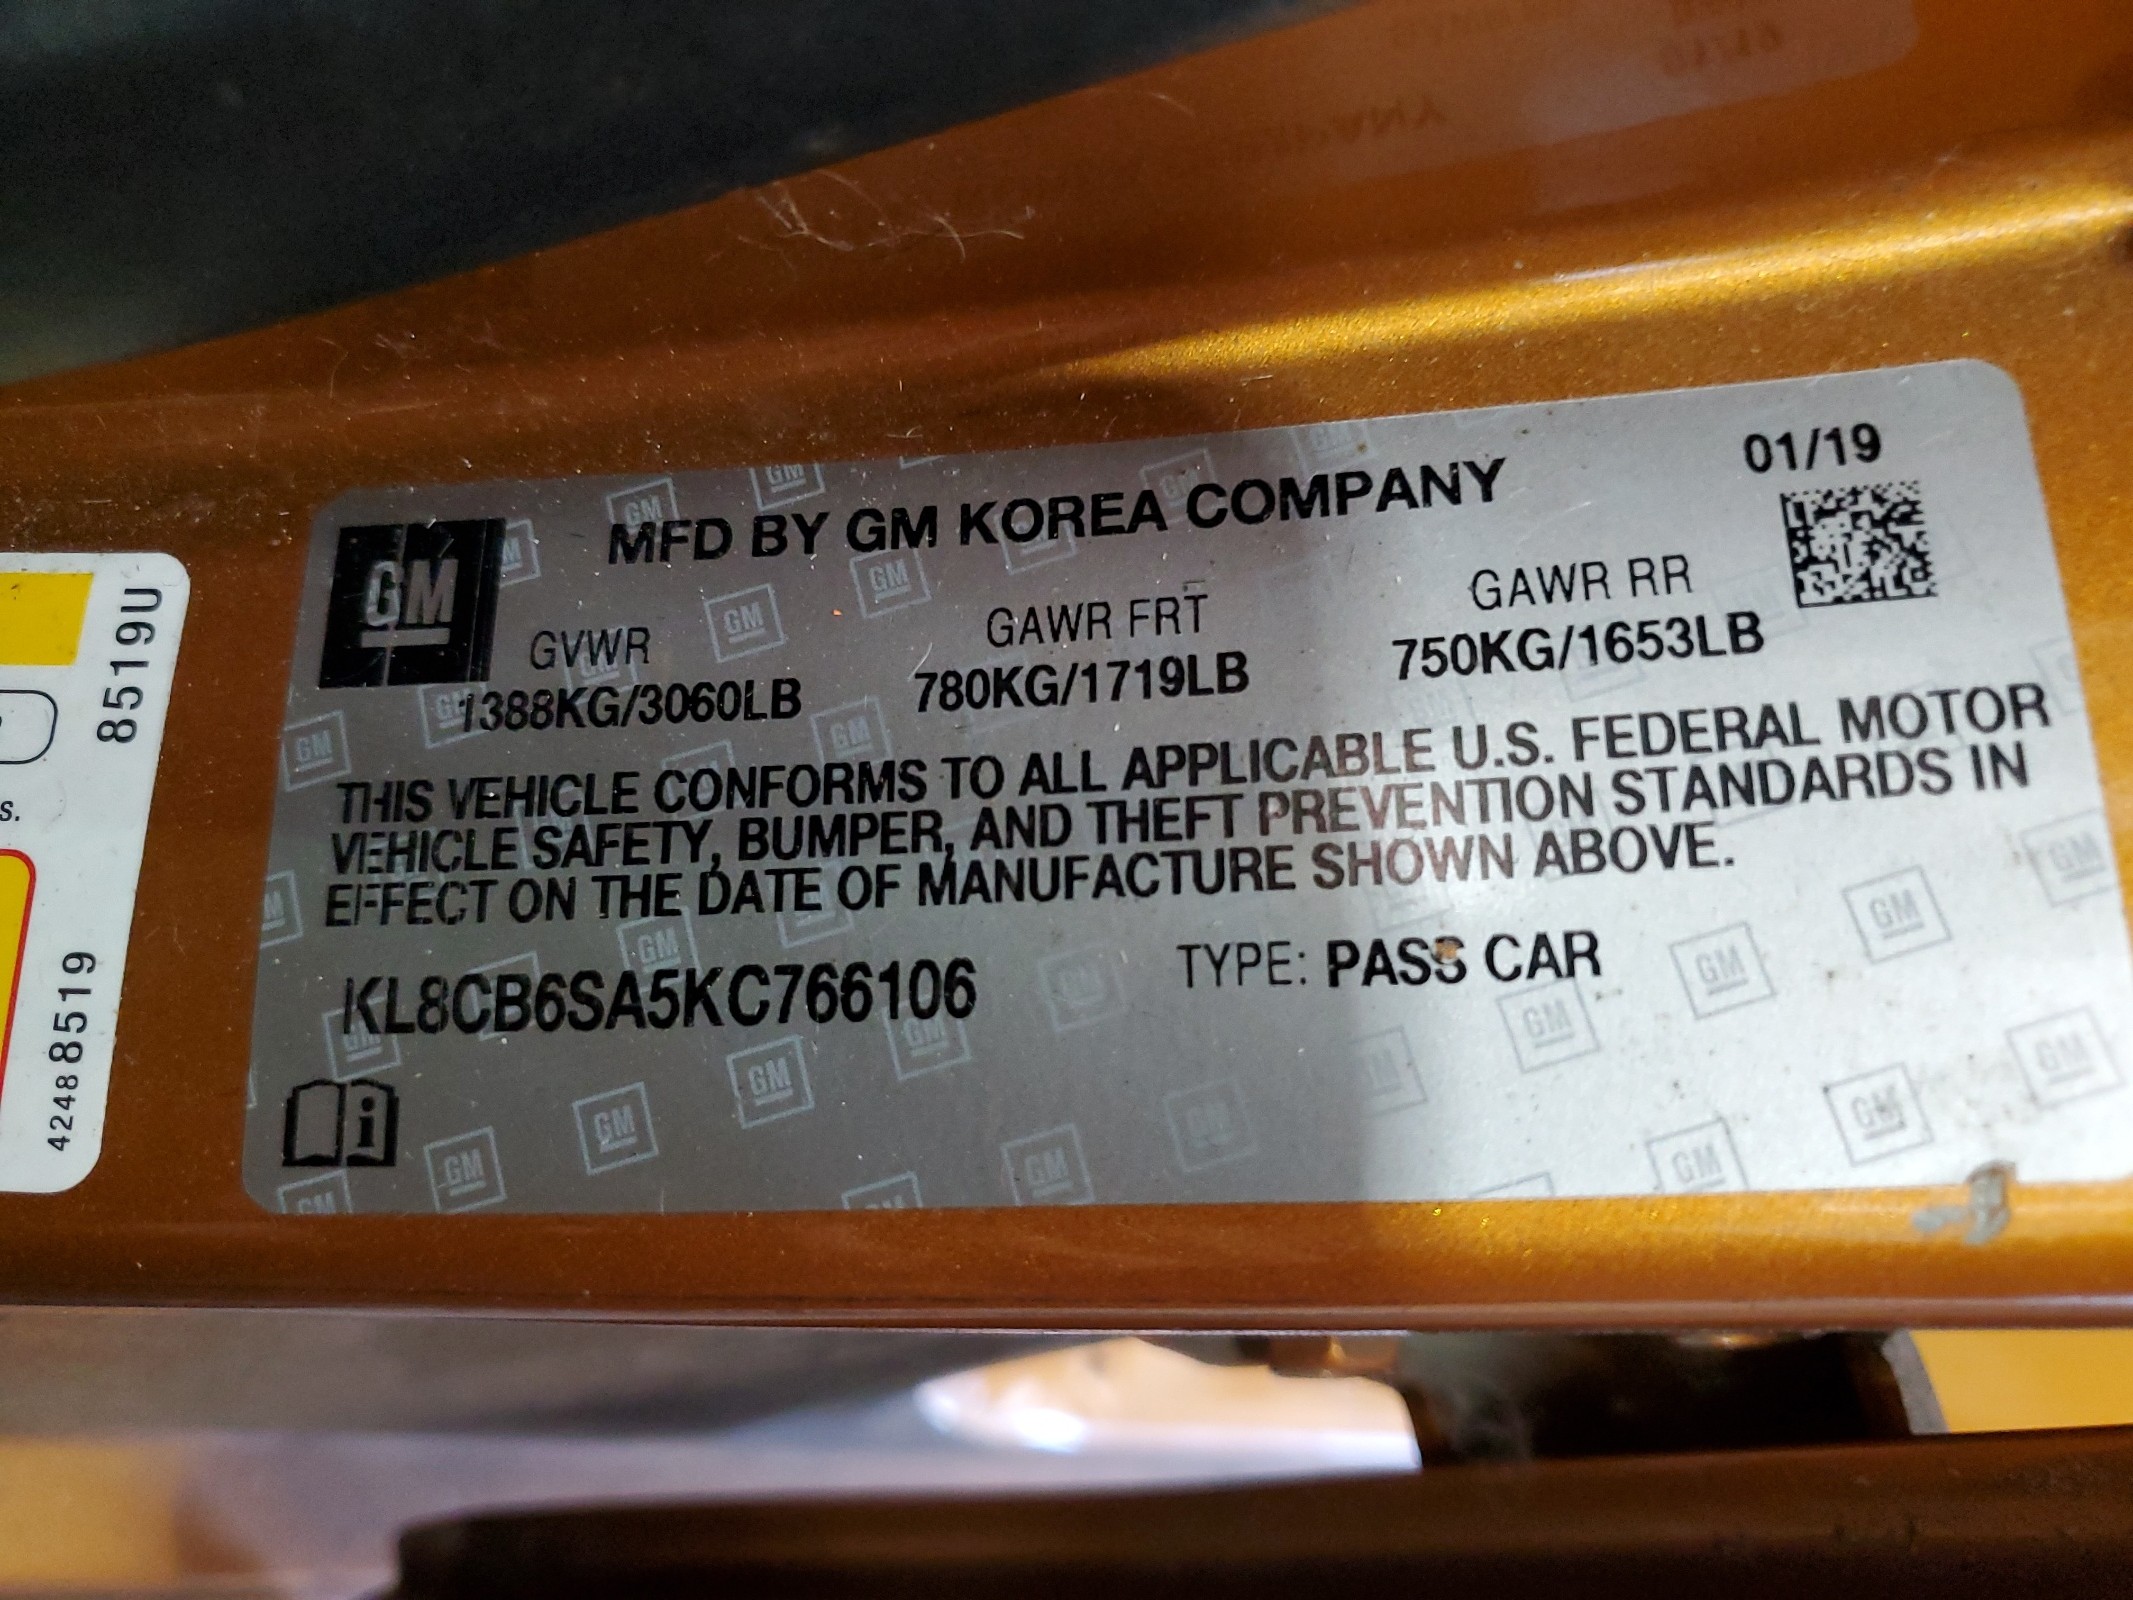 01/19
MFD BY GM KOREA COMPANY
GM
GVWR GAWR FRT GAWR RR
1388KG/3060LB 780KG/1719LB 750KG/1653LB
THIS VEHICLE CONFORMS TO ALL APPLICABLE U.S. FEDERAL MOTOR
VEHICLE SAFETY, BUMPER, AND THEFT PREVENTION STANDARDS IN
EFFECT ON THE DATE OF MANUFACTURE SHOWN ABOVE.
KL8CB6SA5KC766106 TYPE: PASS CAR
i
8519U
s.
42488519